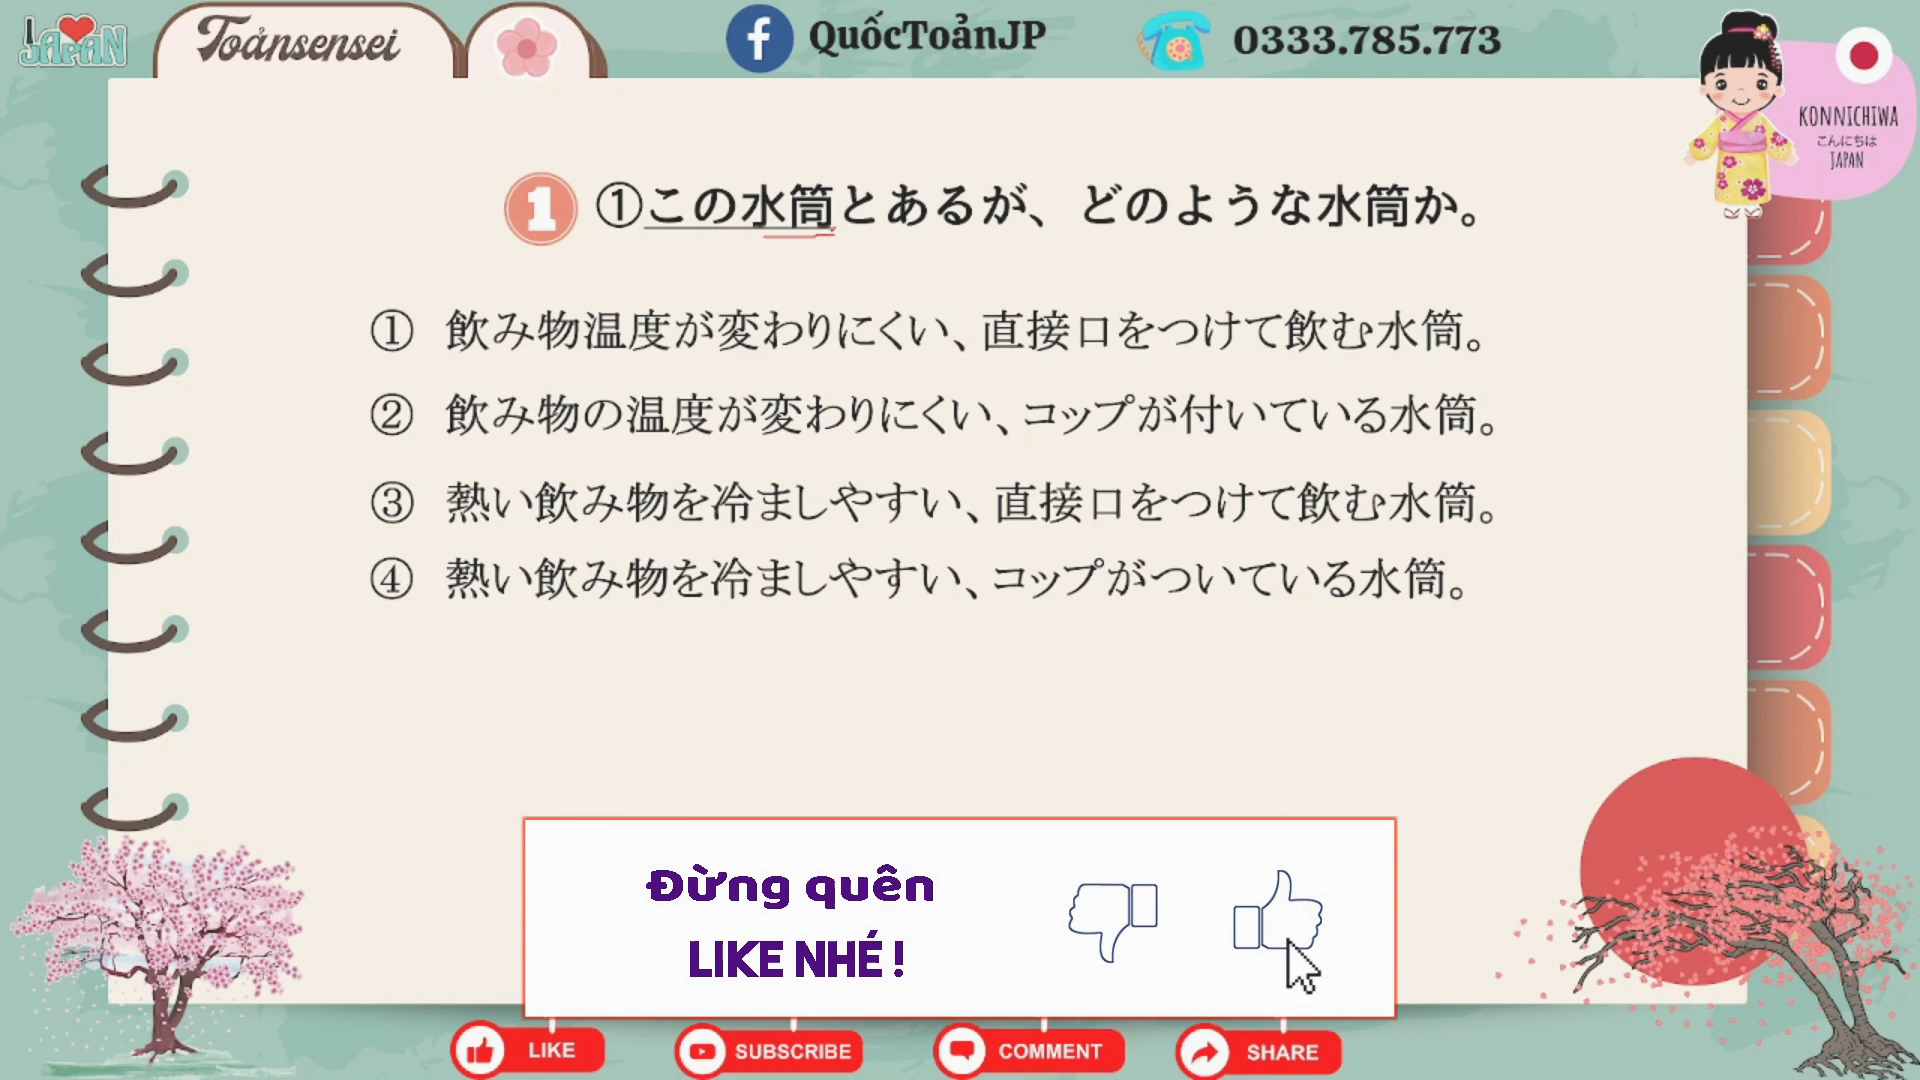 I JAPAN
Toảnsensei
QuốcToảnJP
0333.785.773
KONNICHIWA
こんにちは
JAPAN
1 ①この水筒とあるが、どのような水筒か。
① 飲み物温度が変わりにくい、直接口をつけて飲む水筒。
② 飲み物の温度が変わりにくい、コップが付いている水筒。
③ 熱い飲み物を冷ましやすい、直接口をつけて飲む水筒。
④ 熱い飲み物を冷ましやすい、コップがついている水筒。
Đừng quên
LIKE NHÉ !
LIKE
SUBSCRIBE
COMMENT
SHARE